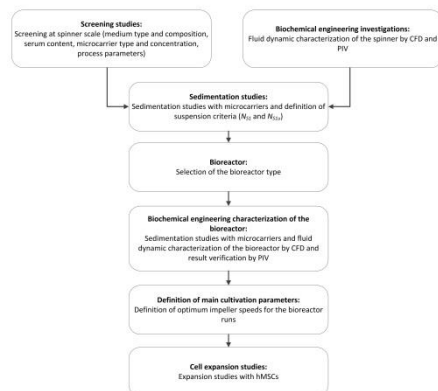 Screening studies:
Screening at spinner scale (medium type and composition,
serum content, microcarrier type and concentration,
process parameters)
Biochemical engineering investigations:
Fluid dynamic characterization of the spinner by CFD and
PIV
Sedimentation studies:
Sedimentation studies with microcarriers and definition of
suspension criteria (NS1 and NS1u)
Bioreactor:
Selection of the bioreactor type
Biochemical engineering characterization of the
bioreactor:
Sedimentation studies with microcarriers and fluid
dynamic characterization of the bioreactor by CFD and
result verification by PIV
Definition of main cultivation parameters:
Definition of optimum impeller speeds for the bioreactor
runs
Cell expansion studies:
Expansion studies with hMSCs